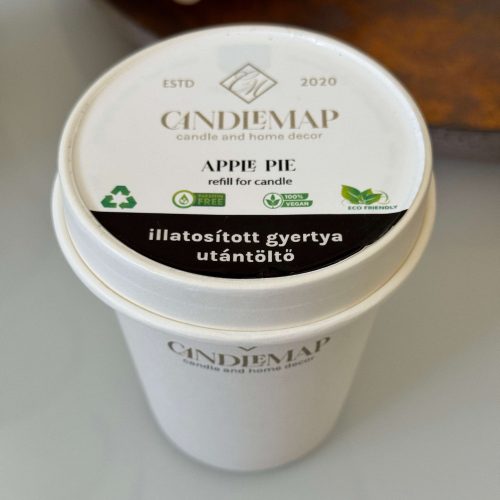 ESTD 2020
CANDLEMAP
candle and home decor
APPLE PIE
refill for candle
FREE
100%
VEGAN
ECO FRIENDLY
illatosított gyertya
utántöltő
CANDLEMAP
candle and home decor